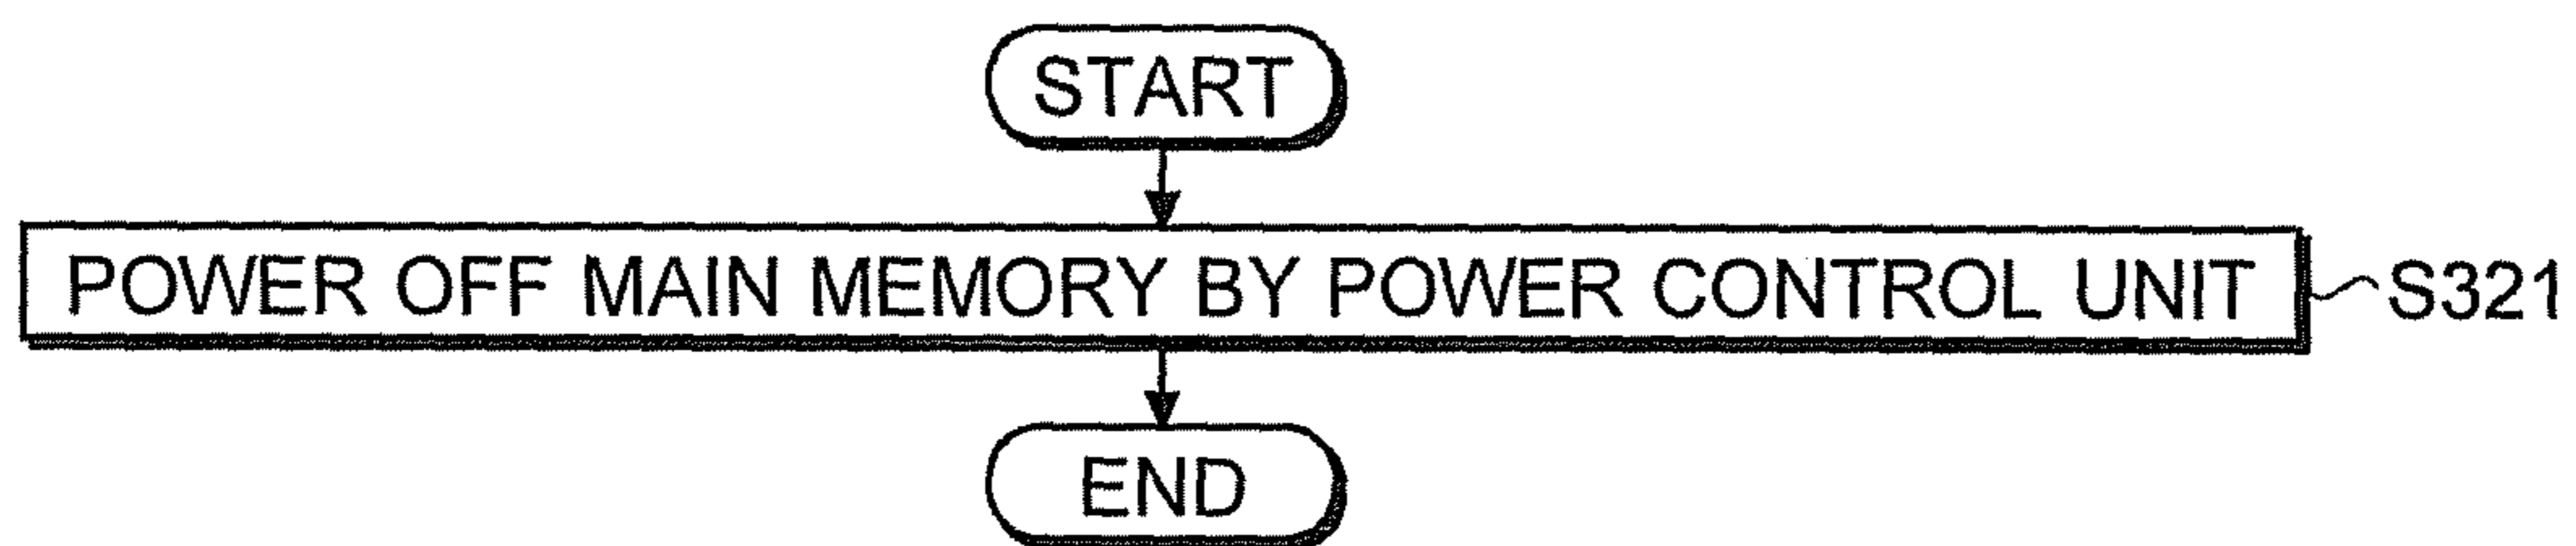 START
POWER OFF MAIN MEMORY BY POWER CONTROL UNIT
S321
END